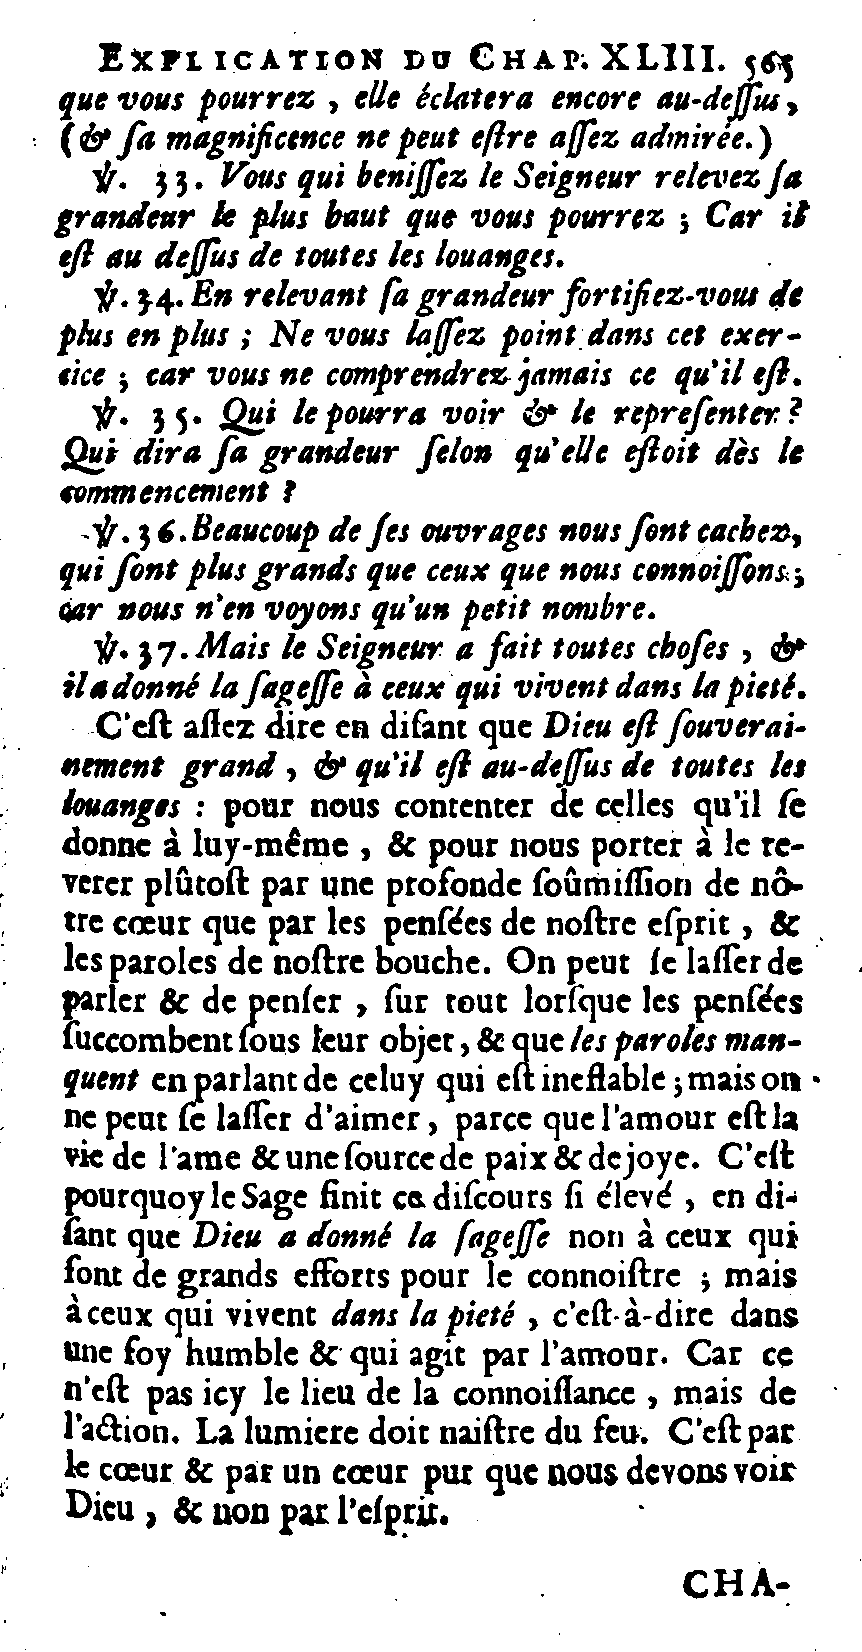 EXPLICATION DU CHAP. XLIII. 565
que vous pourrez , elle éclatera encore au-deſſus,
(& ſa magnificence ne peut eſtre aſſez admirée.)
℣. 33. Vous qui beniſſez le Seigneur relevez ſa
grandeur le plus haut que vous pourrez ; Car il
eſt au deſſus de toutes les louanges.
℣. 34. En relevant ſa grandeur fortifiez-vous de
plus en plus ; Ne vous laſſez point dans cet exer-
cice ; car vous ne comprendrez jamais ce qu'il eſt.
℣. 35. Qui le pourra voir & le repreſenter ?
Qui dira ſa grandeur ſelon qu'elle eſtoit dès le
commencement ?
℣. 36. Beaucoup de ſes ouvrages nous ſont cachez,
qui ſont plus grands que ceux que nous connoiſſons ;
car nous n'en voyons qu'un petit nombre.
℣. 37. Mais le Seigneur a fait toutes choſes , &
il a donné la ſageſſe à ceux qui vivent dans la pieté.
C'eſt aſſez dire en diſant que Dieu eſt ſouverai-
nement grand , & qu'il eſt au-deſſus de toutes les
louanges : pour nous contenter de celles qu'il ſe
donne à luy-même , & pour nous porter à le re-
verer plûtoſt par une profonde ſoûmiſſion de nô-
tre cœur que par les penſées de noſtre eſprit , &
les paroles de noſtre bouche. On peut ſe laſſer de
parler & de penſer , ſur tout lorſque les penſées
ſuccombent ſous leur objet, & que les paroles man-
quent en parlant de celuy qui eſt ineffable ; mais on
ne peut ſe laſſer d'aimer, parce que l'amour eſt la
vie de l'ame & une ſource de paix & de joye. C'eſt
pourquoy le Sage finit ce diſcours ſi élevé , en di-
ſant que Dieu a donné la ſageſſe non à ceux qui
font de grands efforts pour le connoiſtre ; mais
à ceux qui vivent dans la pieté , c'eſt-à-dire dans
une foy humble & qui agit par l'amour. Car ce
n'eſt pas icy le lieu de la connoiſſance , mais de
l'action. La lumiere doit naiſtre du feu. C'eſt par
le cœur & par un cœur pur que nous devons voir
Dieu , & non par l'eſprit.
CHA-